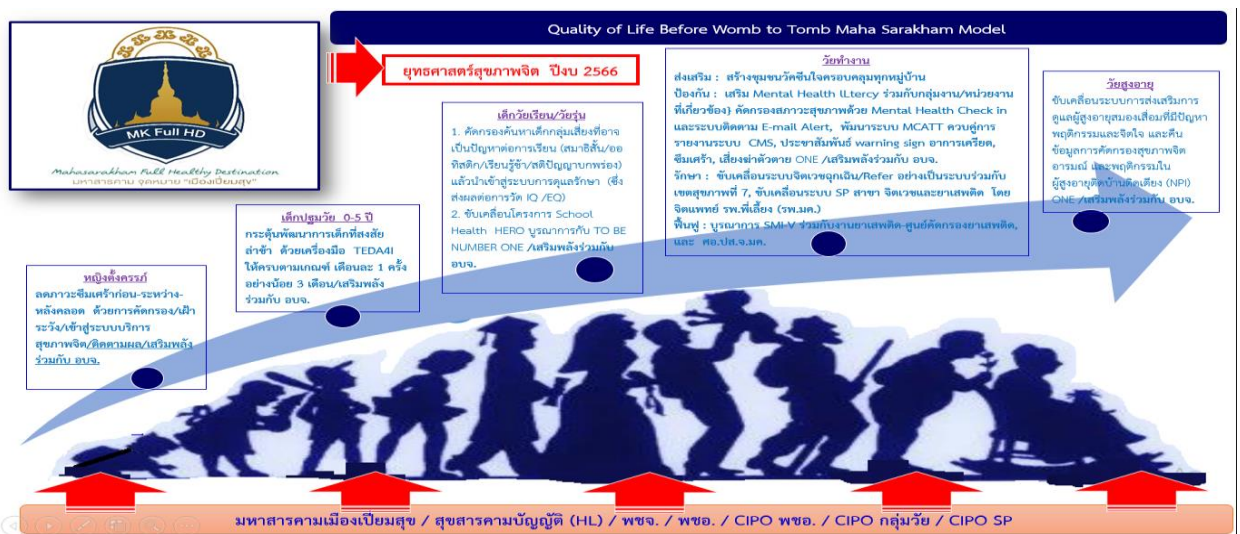 Quality of Life Before Womb to Tomb Maha Sarakham Model
MK Full HD
Mahasarakham Full Healthy Destination
มหาสารคาม จุดหมาย "เมืองเปี่ยมสุข"
ยุทธศาสตร์สุขภาพจิต ปีงบ 2566
หญิงตั้งครรภ์
ลดภาวะซึมเศร้าก่อน-ระหว่าง-
หลังคลอด ด้วยการคัดกรอง/เฝ้า
ระวัง/เข้าสู่ระบบบริการ
สุขภาพจิต/ติดตามผล/เสริมพลัง
ร่วมกับ อบจ.
เด็กปฐมวัย 0-5 ปี
กระตุ้นพัฒนาการเด็กที่สงสัย
ล่าช้า ด้วยเครื่องมือ TEDA4I
ให้ครบตามเกณฑ์ เดือนละ 1 ครั้ง
อย่างน้อย 3 เดือน/เสริมพลัง
ร่วมกับ อบจ.
เด็กวัยเรียน/วัยรุ่น
1. คัดกรองค้นหาเด็กกลุ่มเสี่ยงที่อาจ
เป็นปัญหาต่อการเรียน (สมาธิสั้น/ออ
ทิสติก/เรียนรู้ช้า/สติปัญญาบกพร่อง)
แล้วนำเข้าสู่ระบบการดูแลรักษา (ซึ่ง
ส่งผลต่อการวัด IQ /EQ)
2. ขับเคลื่อนโครงการ School
Health HERO บูรณาการกับ TO BE
NUMBER ONE /เสริมพลังร่วมกับ
อบจ.
วัยทำงาน
ส่งเสริม : สร้างชุมชนวัคซีนใจครอบคลุมทุกหมู่บ้าน
ป้องกัน : เสริม Mental Health lLtercy ร่วมกับกลุ่มงาน/หน่วยงาน
ที่เกี่ยวข้อง} คัดกรองสภาวะสุขภาพด้วย Mental Health Check in
และระบบติดตาม E-mail Alert, พัฒนาระบบ MCATT ควบคู่การ
รายงานระบบ CMS, ประชาสัมพันธ์ warning sign อาการเครียด,
ซึมเศร้า, เสี่ยงฆ่าตัวตาย ONE /เสริมพลังร่วมกับ อบจ.
รักษา : ขับเคลื่อนระบบจิตเวชฉุกเฉิน/Refer อย่างเป็นระบบร่วมกับ
เขตสุขภาพที่ 7, ขับเคลื่อนระบบ SP สาขา จิตเวชและยาเสพติด โดย
จิตแพทย์ รพ.พี่เลี้ยง (รพ.มค.)
ฟื้นฟู : บูรณาการ SMI-V ร่วมกับงานยาเสพติด-ศูนย์คัดกรองยาเสพติด,
และ ศอ.ปส.จ.มค.
วัยสูงอายุ
ขับเคลื่อนระบบการส่งเสริมการ
ดูแลผู้สูงอายุสมองเสื่อมที่มีปัญหา
พฤติกรรมและจิตใจ และคืน
ข้อมูลการคัดกรองสุขภาพจิต
อารมณ์ และพฤติกรรมใน
ผู้สูงอายุติดบ้านติดเตียง (NPI)
ONE /เสริมพลังร่วมกับ อบจ.
มหาสารคามเมืองเปี่ยมสุข / สุขสารคามบัญญัติ (HL) / พชจ. / พชอ. / CIPO พชอ. / CIPO กลุ่มวัย / CIPO SP